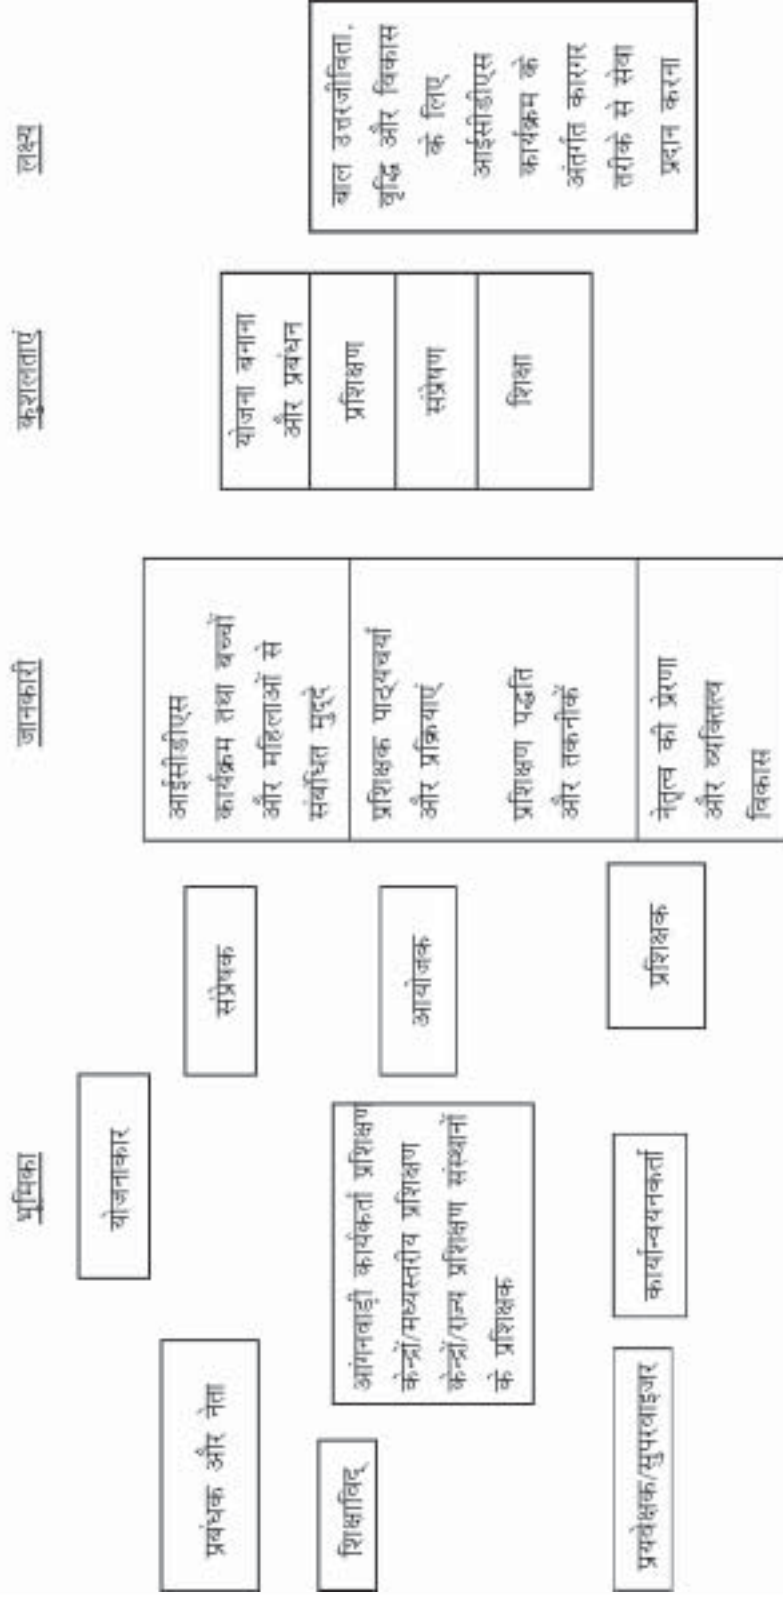 भूमिका
जानकारी
कुशलताएं
लक्ष्य
योजनाकार
प्रबंधक और नेता
संप्रेषक
शिक्षाविद्
आंगनवाड़ी कार्यकर्ता प्रशिक्षण
केन्द्रों/मध्यस्तरीय प्रशिक्षण
केन्द्रों/राज्य प्रशिक्षण संस्थानों
के प्रशिक्षक
आयोजक
प्रयवेक्षक/सुपरवाइजर
कार्यान्वयनकर्ता
प्रशिक्षक
आईसीडीएस
कार्यक्रम तथा बच्चों
और महिलाओं से
संबंधित मुद्दे
प्रशिक्षक पाठ्यचर्या
और प्रक्रियाएं
प्रशिक्षण पद्धति
और तकनीकें
नेतृत्व की प्रेरणा
और व्यक्तित्व
विकास
योजना बनाना
और प्रबंधन
प्रशिक्षण
संप्रेषण
शिक्षा
बाल उत्तरजीविता,
वृद्धि और विकास
के लिए
आईसीडीएस
कार्यक्रम के
अंतर्गत कारगर
तरीके से सेवा
प्रदान करना